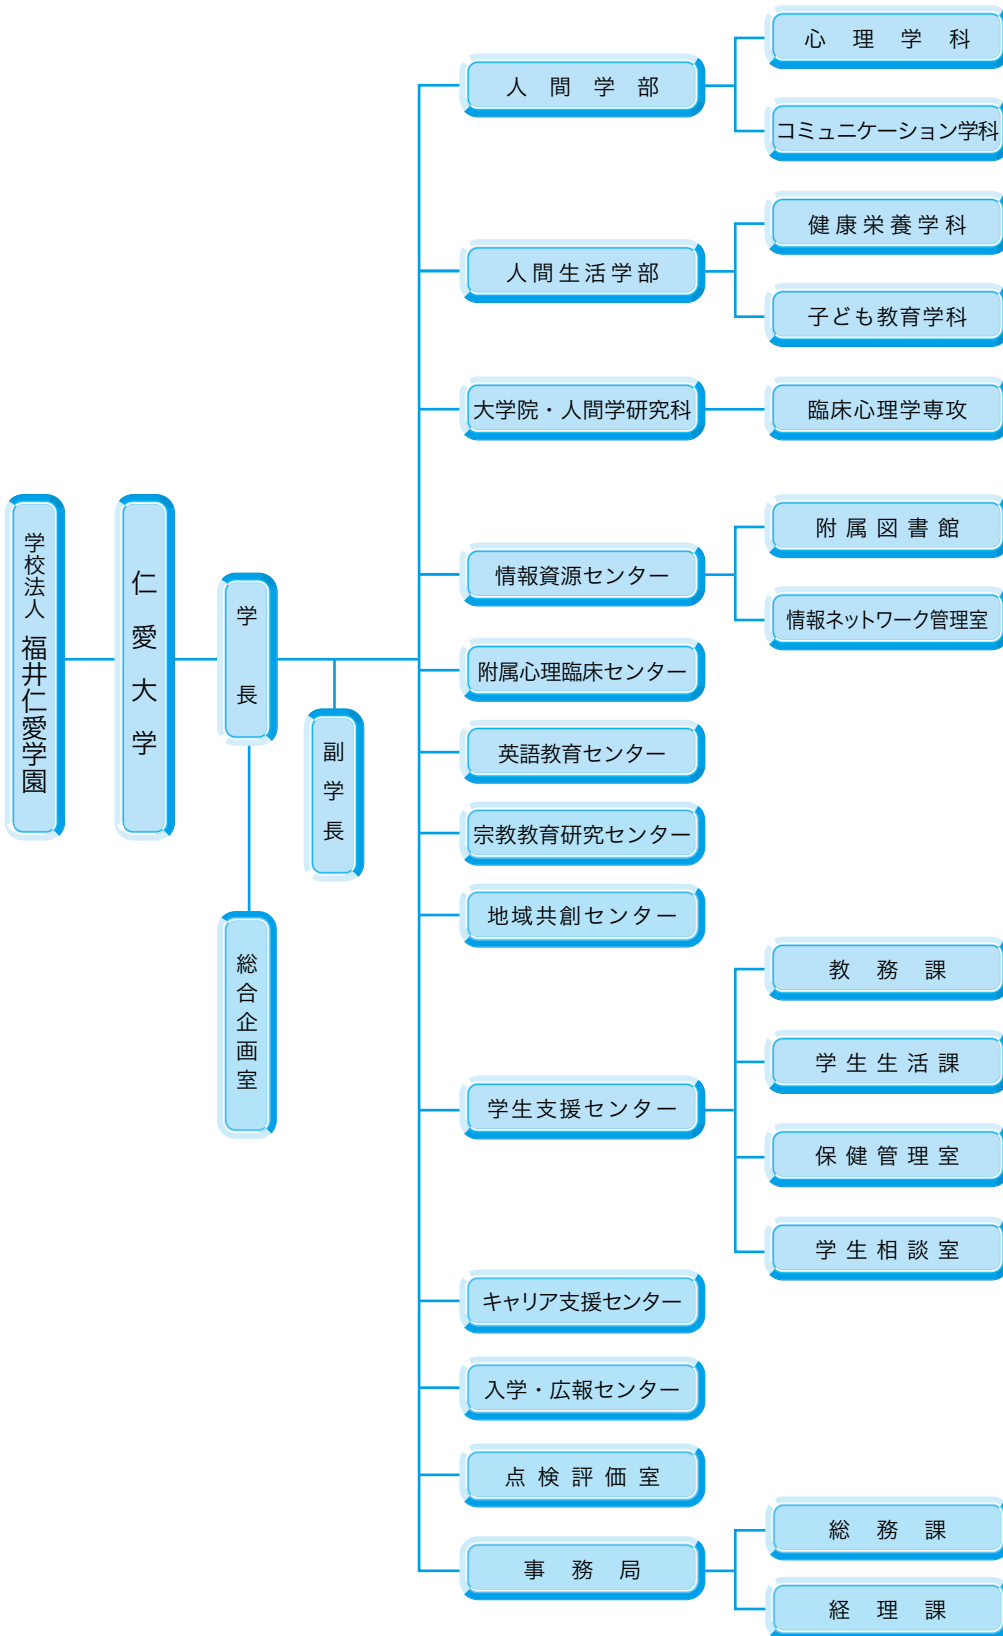 学校法人 福井仁愛学園
仁愛大学
学長
副学長
総合企画室
人間学部
心理学科
コミュニケーション学科
人間生活学部
健康栄養学科
子ども教育学科
大学院・人間学研究科
臨床心理学専攻
情報資源センター
附属図書館
情報ネットワーク管理室
附属心理臨床センター
英語教育センター
宗教教育研究センター
地域共創センター
学生支援センター
教務課
学生生活課
保健管理室
学生相談室
キャリア支援センター
入学・広報センター
点検評価室
事務局
総務課
経理課